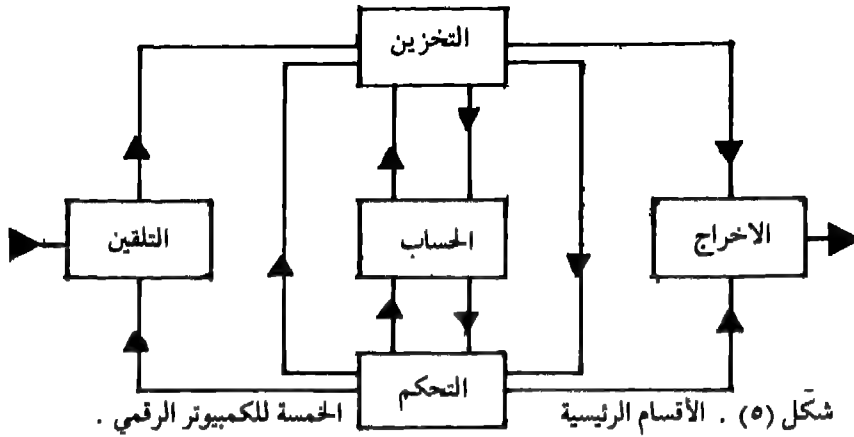 التخزين
التلقين
الحساب
الاخراج
التحكم
شكل (٥) . الأقسام الرئيسية الخمسة للكمبيوتر الرقمي .